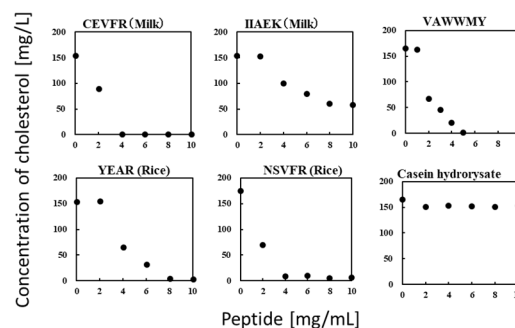 Concentration of cholesterol [mg/L]
CEVFR (Milk)
200
150
100
50
0
0 2 4 6 8 10
IIAEK (Milk)
200
150
100
50
0
0 2 4 6 8 10
VAWWMY
200
150
100
50
0
0 2 4 6 8 10
YEAR (Rice)
200
150
100
50
0
0 2 4 6 8 10
NSVFR (Rice)
200
150
100
50
0
0 2 4 6 8 10
Casein hydrorysate
200
150
100
50
0
0 2 4 6 8
Peptide [mg/mL]